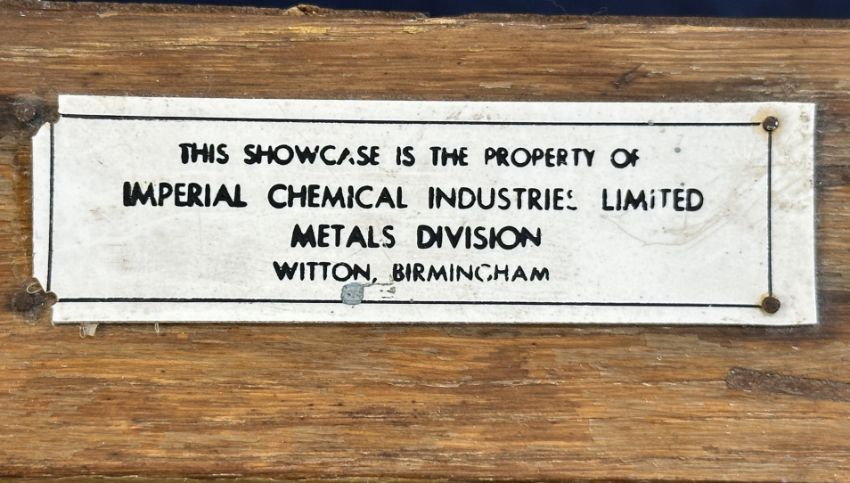 THIS SHOWCASE IS THE PROPERTY OF
IMPERIAL CHEMICAL INDUSTRIES LIMITED
METALS DIVISION
WITTON, BIRMINGHAM